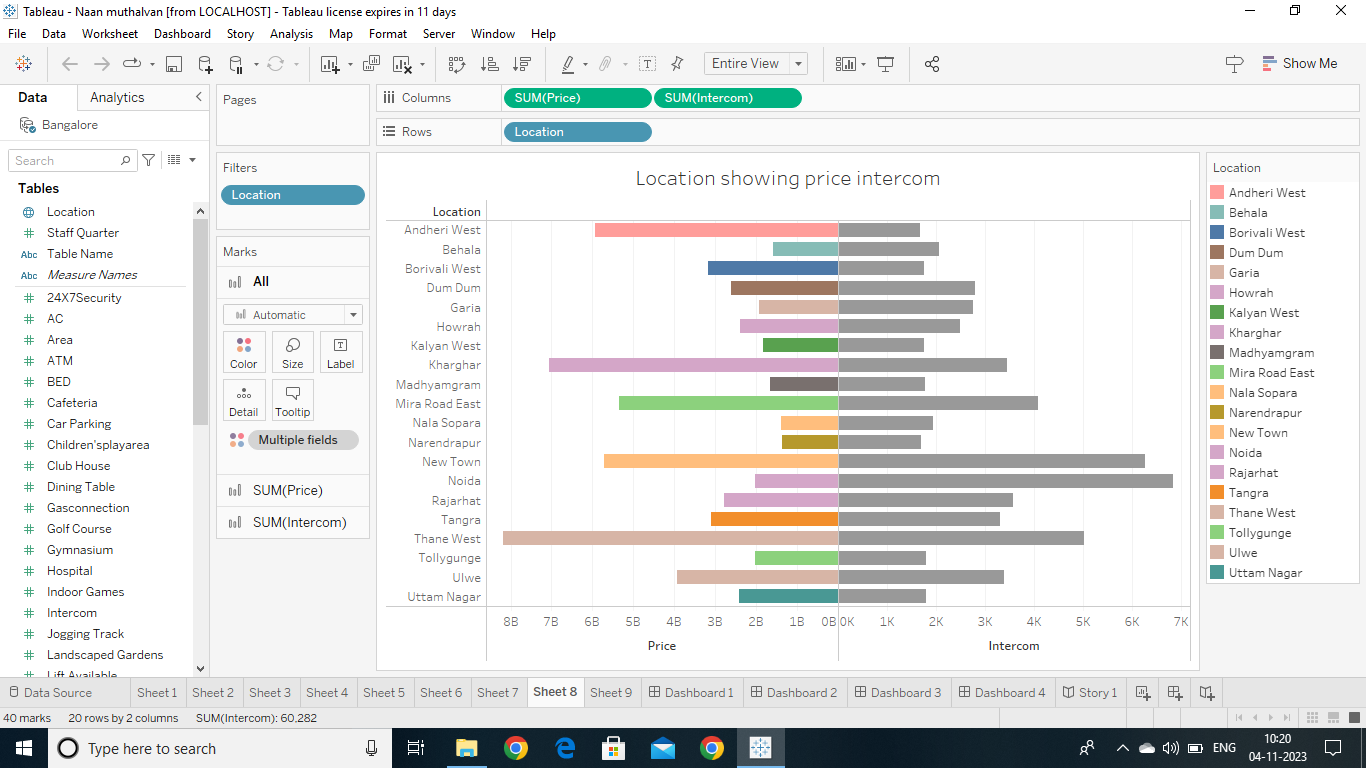 Tableau - Naan muthalvan [from LOCALHOST] - Tableau license expires in 11 days
File Data Worksheet Dashboard Story Analysis Map Format Server Window Help
Entire View
Show Me
Data Analytics
Bangalore
Search
Tables
Location
Staff Quarter
Abc Table Name
Abc Measure Names
24X7Security
AC
Area
ATM
BED
Cafeteria
Car Parking
Children'splayarea
Club House
Dining Table
Gasconnection
Golf Course
Gymnasium
Hospital
Indoor Games
Intercom
Jogging Track
Landscaped Gardens
Lift Available
Pages
Filters
Location
Marks
All
Automatic
Color Size Label
Detail Tooltip
Multiple fields
SUM(Price)
SUM(Intercom)
Columns SUM(Price) SUM(Intercom)
Rows Location
Location showing price intercom
Location
Andheri West
Behala
Borivali West
Dum Dum
Garia
Howrah
Kalyan West
Kharghar
Madhyamgram
Mira Road East
Nala Sopara
Narendrapur
New Town
Noida
Rajarhat
Tangra
Thane West
Tollygunge
Ulwe
Uttam Nagar
8B 7B 6B 5B 4B 3B 2B 1B 0B 0K 1K 2K 3K 4K 5K 6K 7K
Price Intercom
Location
Andheri West
Behala
Borivali West
Dum Dum
Garia
Howrah
Kalyan West
Kharghar
Madhyamgram
Mira Road East
Nala Sopara
Narendrapur
New Town
Noida
Rajarhat
Tangra
Thane West
Tollygunge
Ulwe
Uttam Nagar
Data Source Sheet 1 Sheet 2 Sheet 3 Sheet 4 Sheet 5 Sheet 6 Sheet 7 Sheet 8 Sheet 9 Dashboard 1 Dashboard 2 Dashboard 3 Dashboard 4 Story 1
40 marks 20 rows by 2 columns SUM(Intercom): 60,282
Type here to search
ENG
10:20
04-11-2023